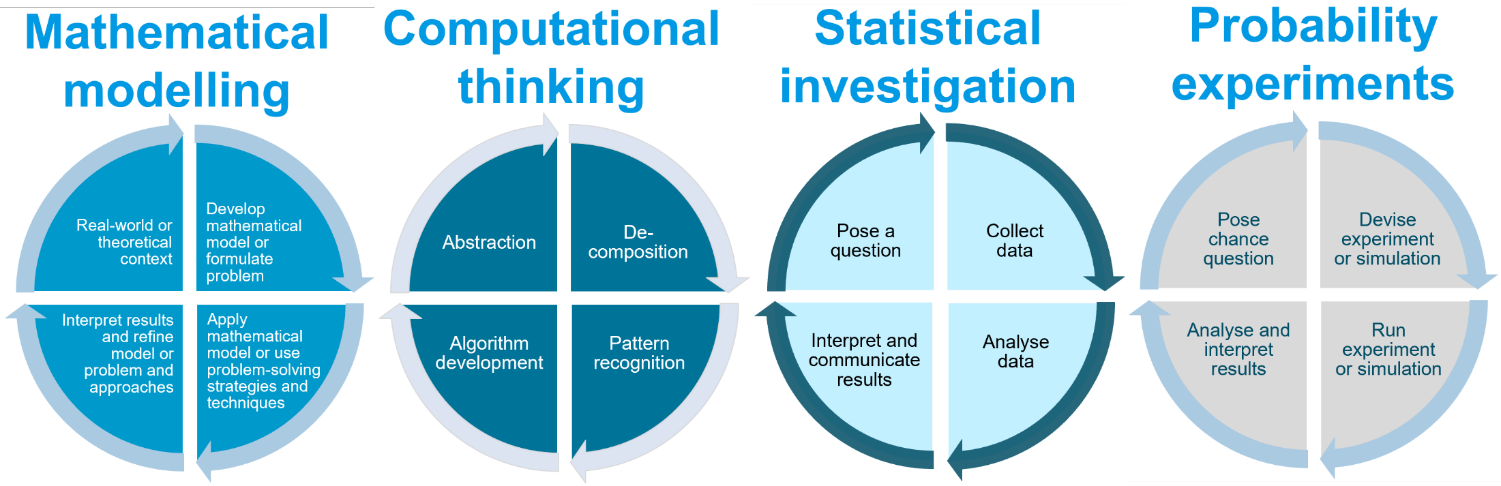 Mathematical
modelling
Real-world or
theoretical
context
Develop
mathematical
model or
formulate
problem
Apply
mathematical
model or use
problem-solving
strategies and
techniques
Interpret results
and refine
model or
problem and
approaches
Computational
thinking
Abstraction
De-
composition
Pattern
recognition
Algorithm
development
Statistical
investigation
Pose a
question
Collect
data
Analyse
data
Interpret and
communicate
results
Probability
experiments
Pose
chance
question
Devise
experiment
or simulation
Run
experiment
or simulation
Analyse and
interpret
results